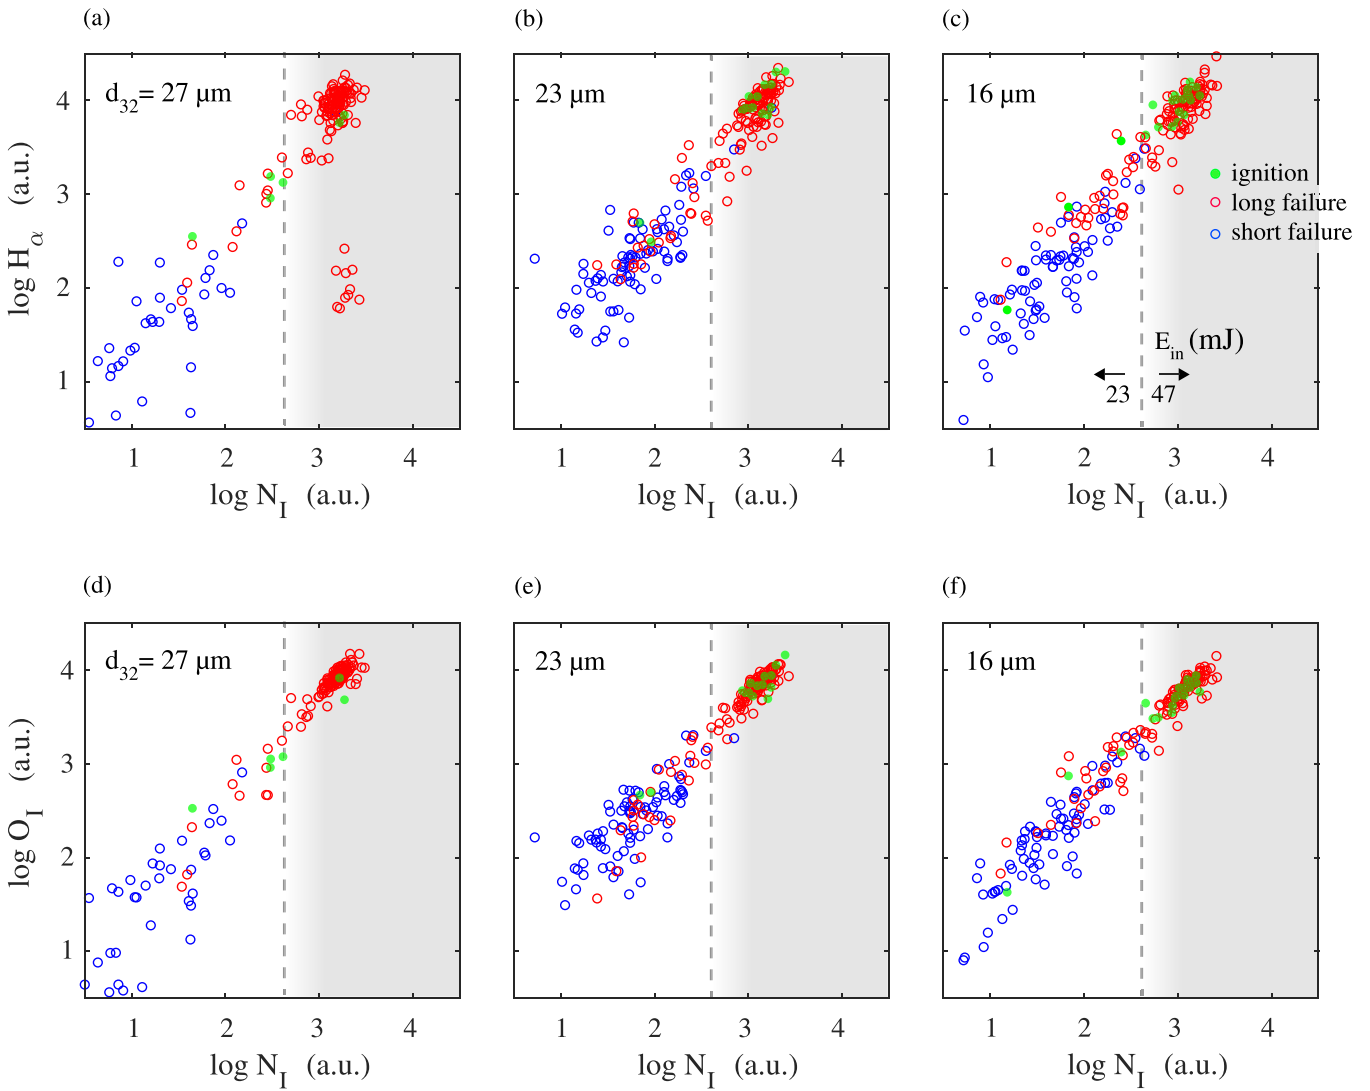 (a)
(b)
(c)
d32= 27 μm
23 μm
16 μm
ignition
long failure
short failure
Ein (mJ)
23 47
log Hα (a.u.)
4
3
2
1
1 2 3 4
1 2 3 4
1 2 3 4
log NI (a.u.)
log NI (a.u.)
log NI (a.u.)
(d)
(e)
(f)
d32= 27 μm
23 μm
16 μm
log OI (a.u.)
4
3
2
1
1 2 3 4
1 2 3 4
1 2 3 4
log NI (a.u.)
log NI (a.u.)
log NI (a.u.)